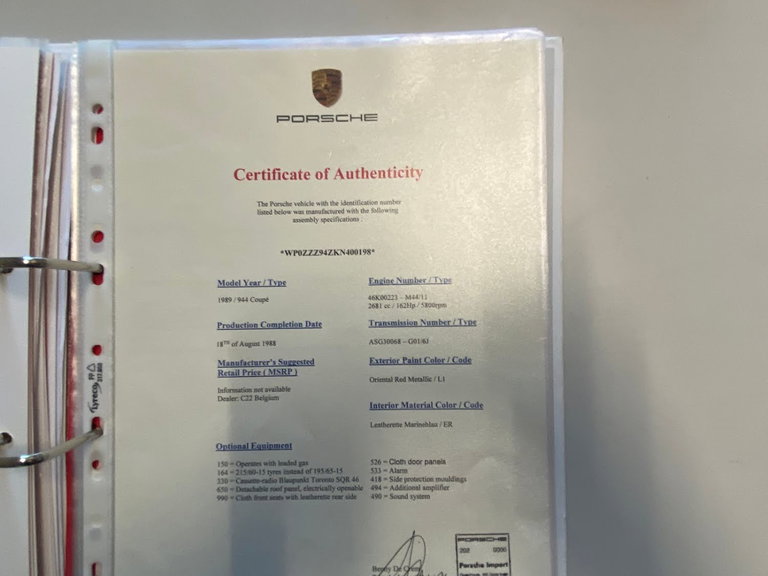 PORSCHE
Certificate of Authenticity
The Porsche vehicle with the identification number
listed below was manufactured with the following
assembly specifications :
*WP0ZZZ94ZKN400198*
Model Year / Type
1989 / 944 Coupé
Production Completion Date
18TH of August 1988
Manufacturer's Suggested
Retail Price ( MSRP )
Information not available
Dealer: C22 Belgium
Engine Number / Type
46K00223 – M44/11
2681 cc / 162Hp / 5800rpm
Transmission Number / Type
ASG30068 – G01/6J
Exterior Paint Color / Code
Oriental Red Metallic / L1
Interior Material Color / Code
Leatherette Marineblau / ER
Optional Equipment
150 = Operates with leaded gas
164 = 215/60-15 tyres instead of 195/65-15
330 = Cassette-radio Blaupunkt Toronto SQR 46
650 = Detachable roof panel, electrically openable
990 = Cloth front seats with leatherette rear side
526 = Cloth door panels
533 = Alarm
418 = Side protection mouldings
494 = Additional amplifier
490 = Sound system
PORSCHE
Porsche Import
Tyreco
PP